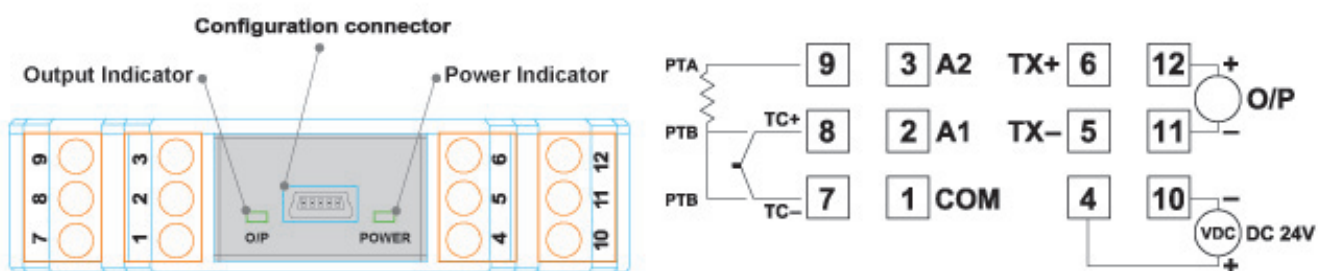 Configuration connector
Output Indicator
Power Indicator
9 3 6 12
8 2 5 11
7 1 4 10
O/P POWER
PTA 9 3 A2 TX+ 6 12 + O/P
PTB TC+ 8 2 A1 TX− 5 11 −
PTB TC− 7 1 COM 4 10 −
VDC DC 24V
+